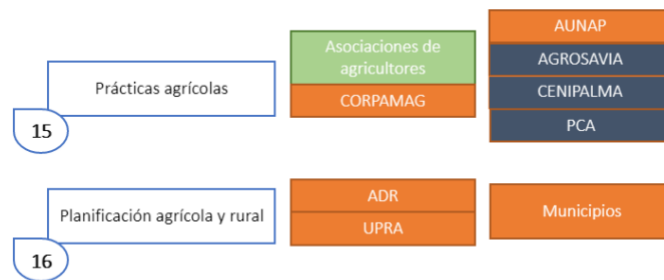 Prácticas agrícolas
15
Asociaciones de
agricultores
CORPAMAG
AUNAP
AGROSAVIA
CENIPALMA
PCA
Planificación agrícola y rural
16
ADR
UPRA
Municipios